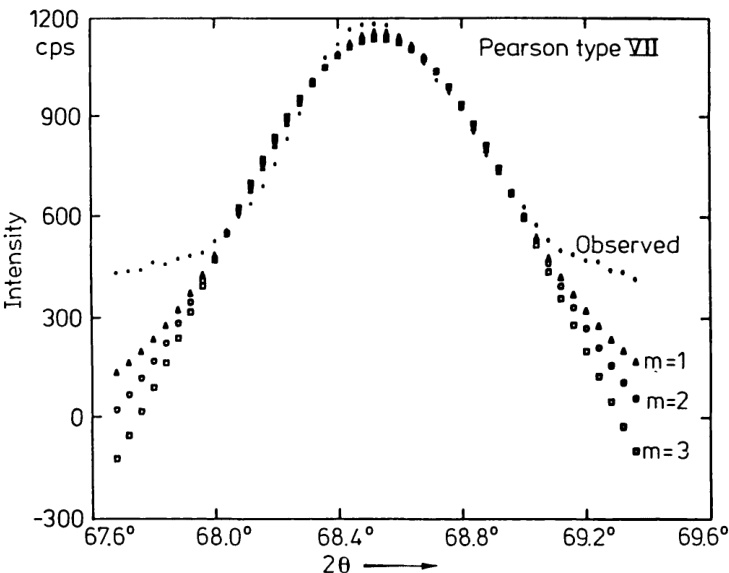 1200
cps
Pearson type VII
900
600
Observed
Intensity
300
m=1
m=2
0
m=3
-300
67.6° 68.0° 68.4° 68.8° 69.2° 69.6°
2θ